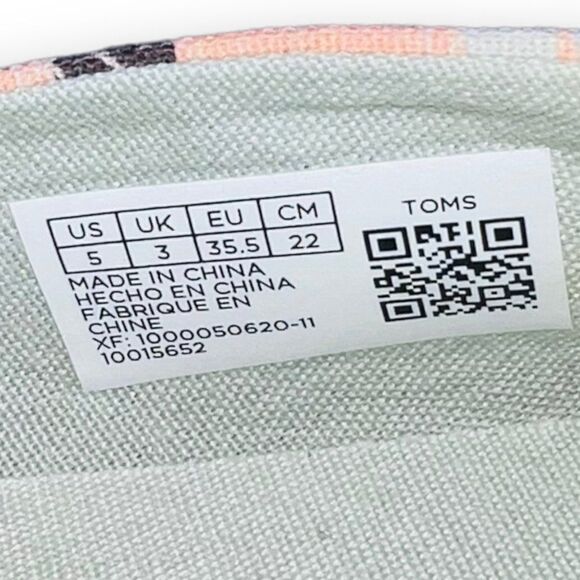 US UK EU CM
5 3 35.5 22
MADE IN CHINA
HECHO EN CHINA
FABRIQUE EN
CHINE
XF: 1000050620-11
10015652
TOMS